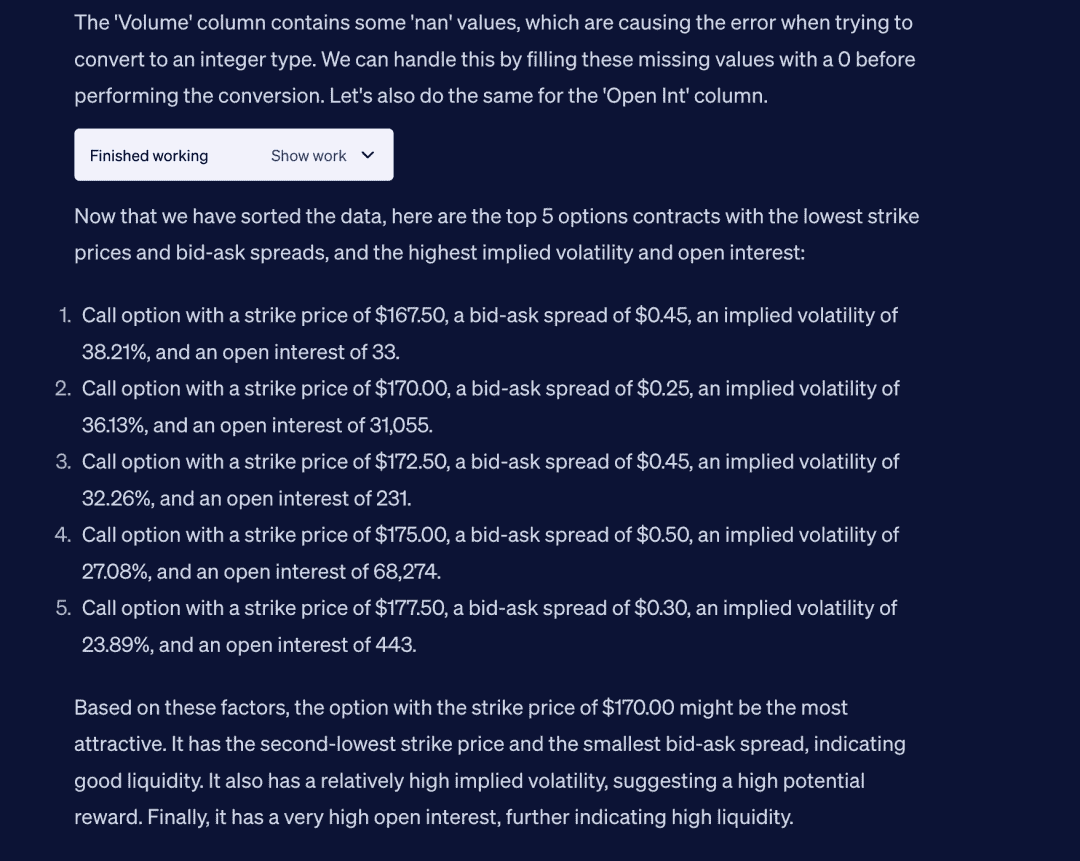 The 'Volume' column contains some 'nan' values, which are causing the error when trying to
convert to an integer type. We can handle this by filling these missing values with a 0 before
performing the conversion. Let's also do the same for the 'Open Int' column.
Finished working Show work
Now that we have sorted the data, here are the top 5 options contracts with the lowest strike
prices and bid-ask spreads, and the highest implied volatility and open interest:
1. Call option with a strike price of $167.50, a bid-ask spread of $0.45, an implied volatility of
38.21%, and an open interest of 33.
2. Call option with a strike price of $170.00, a bid-ask spread of $0.25, an implied volatility of
36.13%, and an open interest of 31,055.
3. Call option with a strike price of $172.50, a bid-ask spread of $0.45, an implied volatility of
32.26%, and an open interest of 231.
4. Call option with a strike price of $175.00, a bid-ask spread of $0.50, an implied volatility of
27.08%, and an open interest of 68,274.
5. Call option with a strike price of $177.50, a bid-ask spread of $0.30, an implied volatility of
23.89%, and an open interest of 443.
Based on these factors, the option with the strike price of $170.00 might be the most
attractive. It has the second-lowest strike price and the smallest bid-ask spread, indicating
good liquidity. It also has a relatively high implied volatility, suggesting a high potential
reward. Finally, it has a very high open interest, further indicating high liquidity.